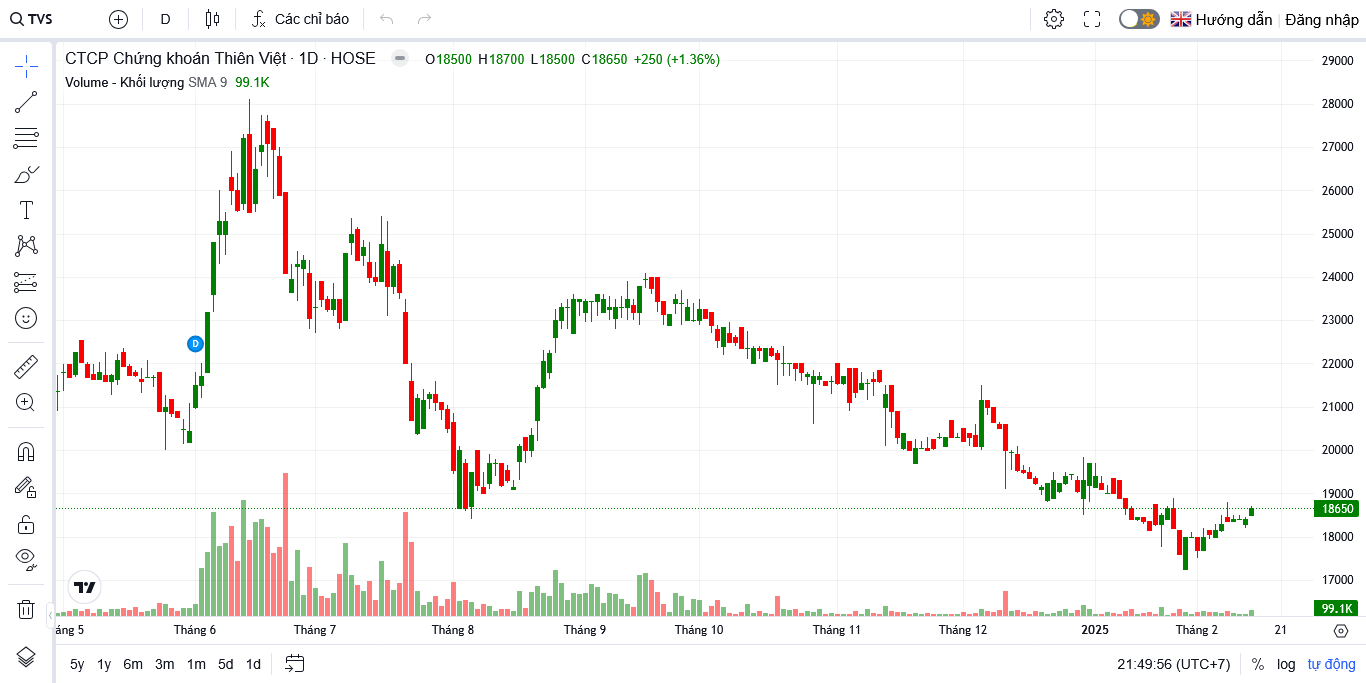 TVS D Các chỉ báo Hướng dẫn Đăng nhập
CTCP Chứng khoán Thiên Việt · 1D · HOSE O18500 H18700 L18500 C18650 +250 (+1.36%)
Volume - Khối lượng SMA 9 99.1K
29000
28000
27000
26000
25000
24000
23000
D
22000
21000
20000
19000
18650
18000
17000
99.1K
áng 5 Tháng 6 Tháng 7 Tháng 8 Tháng 9 Tháng 10 Tháng 11 Tháng 12 2025 Tháng 2 21
5y 1y 6m 3m 1m 5d 1d 21:49:56 (UTC+7) % log tự động